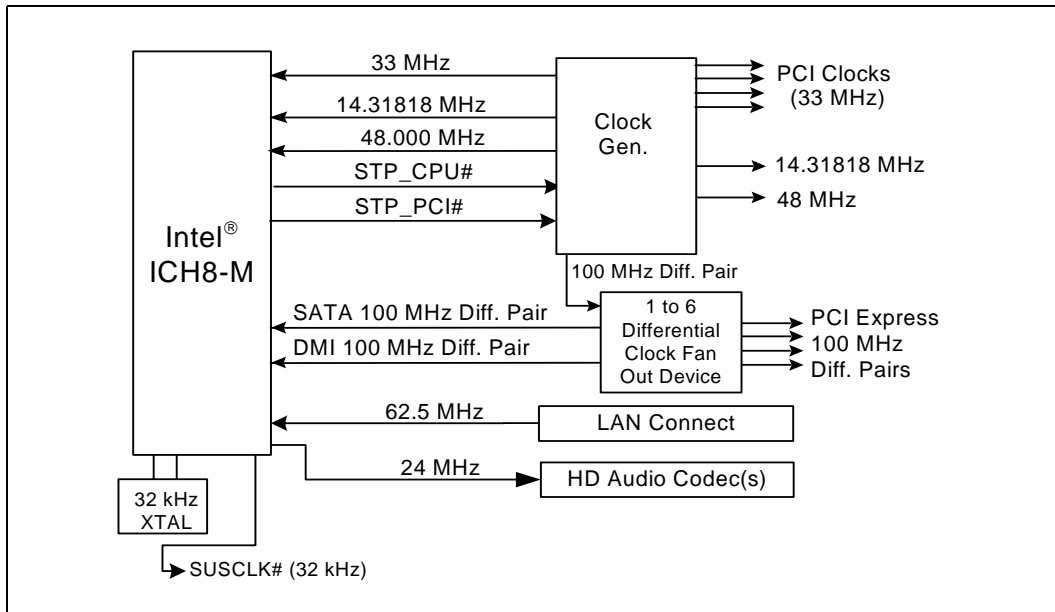 33 MHz
14.31818 MHz
48.000 MHz
STP_CPU#
STP_PCI#
Intel®
ICH8-M
Clock
Gen.
PCI Clocks
(33 MHz)
14.31818 MHz
48 MHz
100 MHz Diff. Pair
SATA 100 MHz Diff. Pair
DMI 100 MHz Diff. Pair
1 to 6
Differential
Clock Fan
Out Device
PCI Express
100 MHz
Diff. Pairs
62.5 MHz
LAN Connect
24 MHz
HD Audio Codec(s)
32 kHz
XTAL
SUSCLK# (32 kHz)